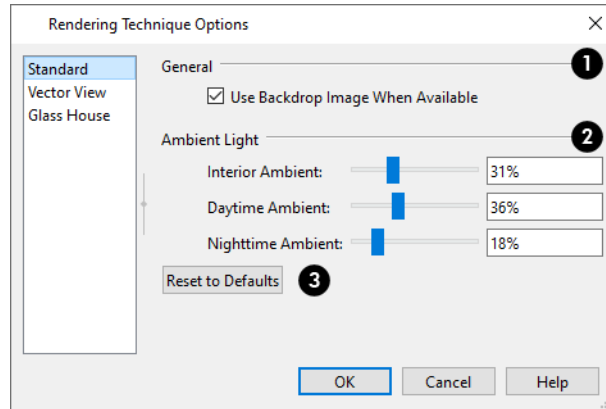 Rendering Technique Options
Standard
Vector View
Glass House
General
1
Use Backdrop Image When Available
Ambient Light
2
Interior Ambient: 31%
Daytime Ambient: 36%
Nighttime Ambient: 18%
Reset to Defaults
3
OK Cancel Help